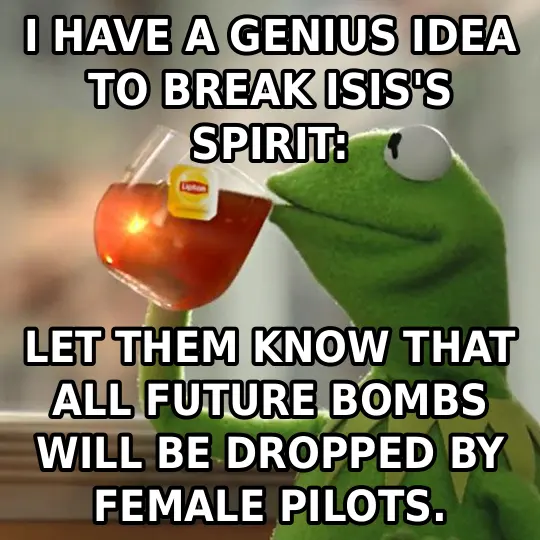 I HAVE A GENIUS IDEA
TO BREAK ISIS'S
SPIRIT:
Lipton
LET THEM KNOW THAT
ALL FUTURE BOMBS
WILL BE DROPPED BY
FEMALE PILOTS.